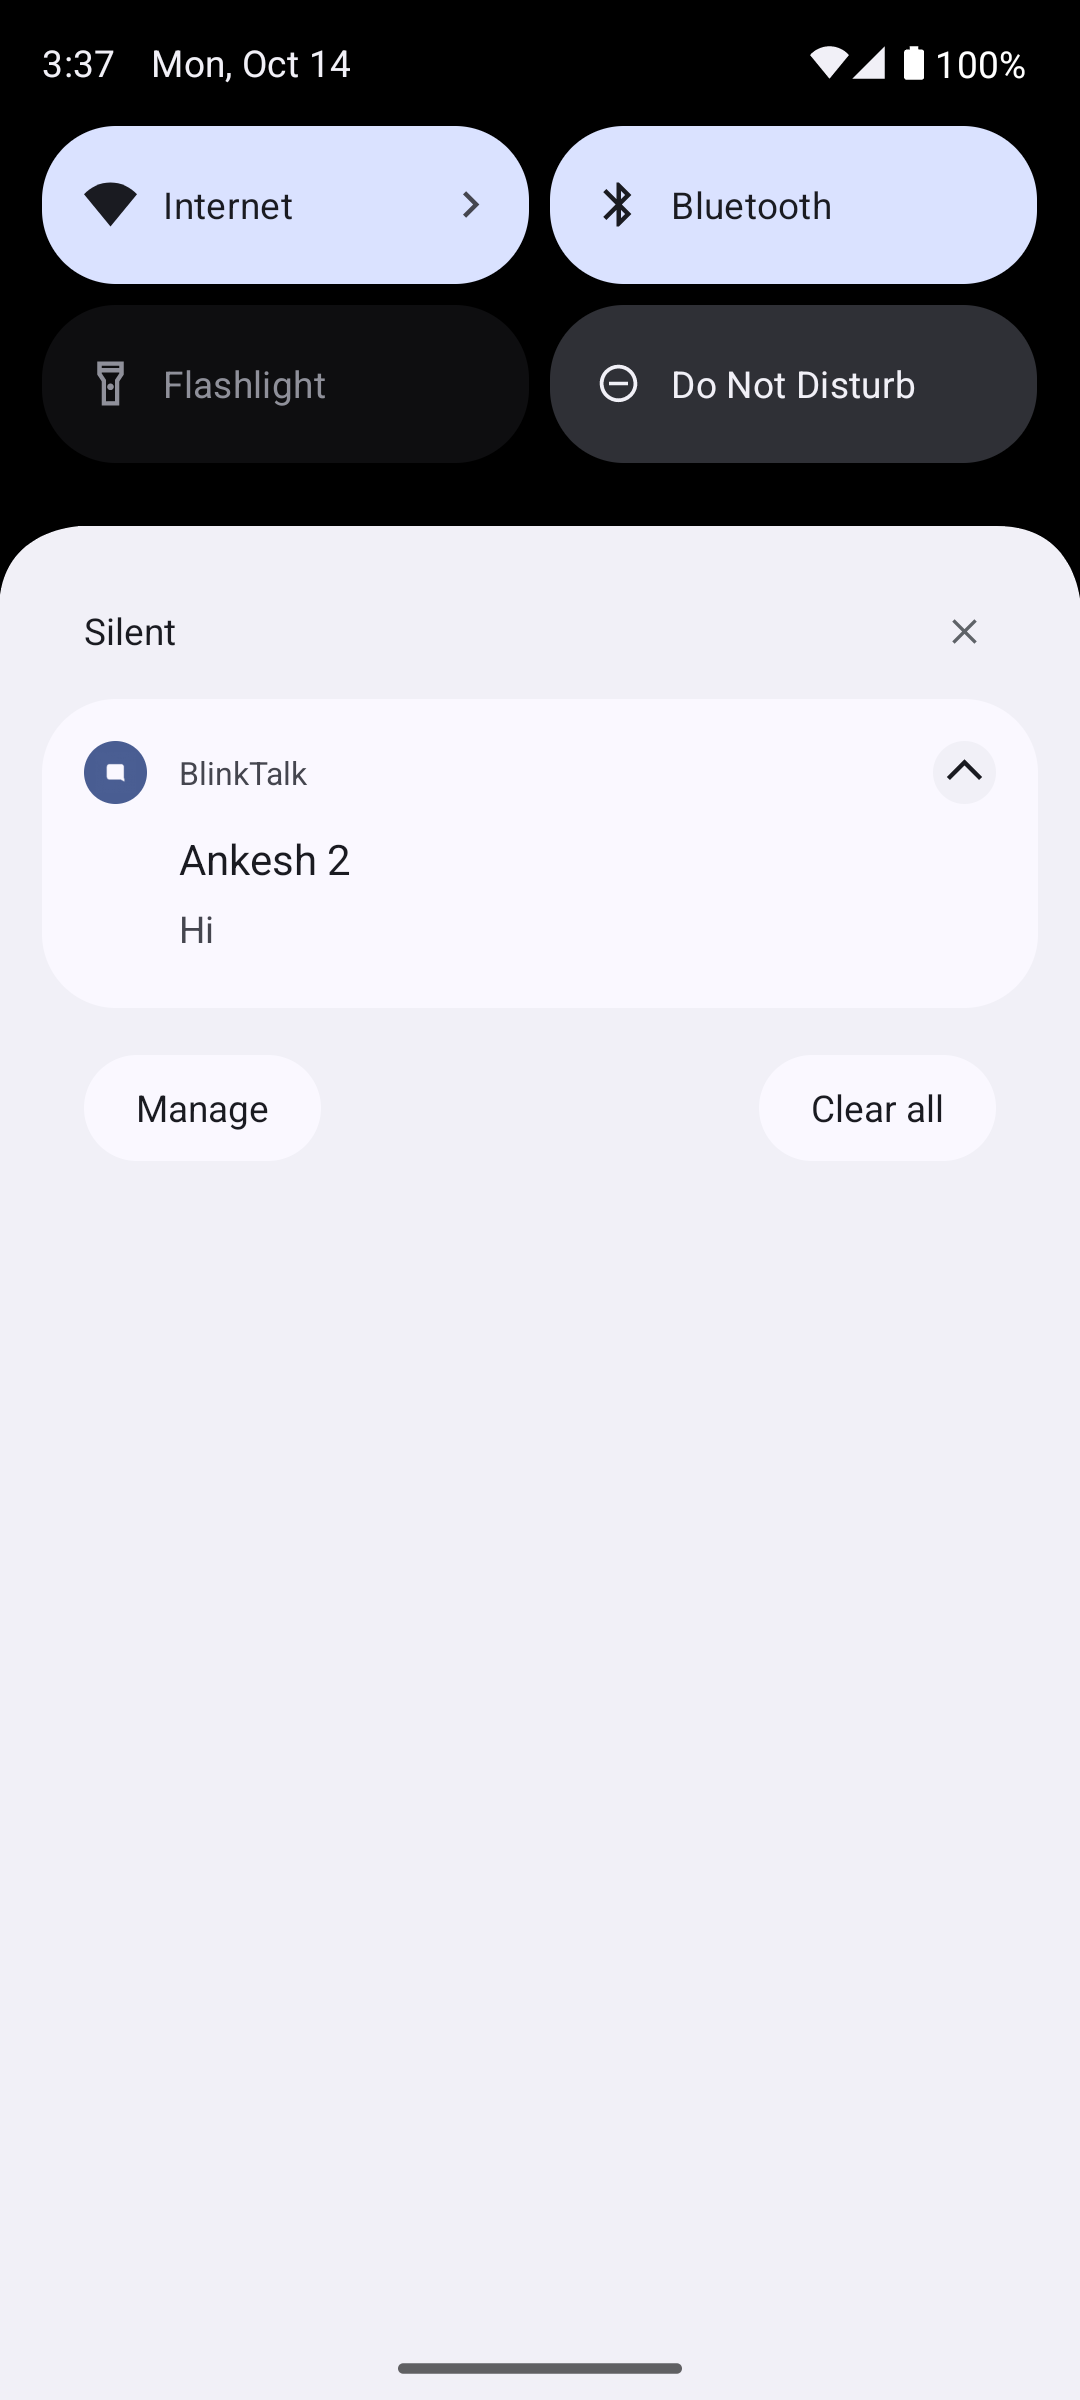 3:37 Mon, Oct 14 100%
Internet
Bluetooth
Flashlight
Do Not Disturb
Silent
BlinkTalk
Ankesh 2
Hi
Manage
Clear all